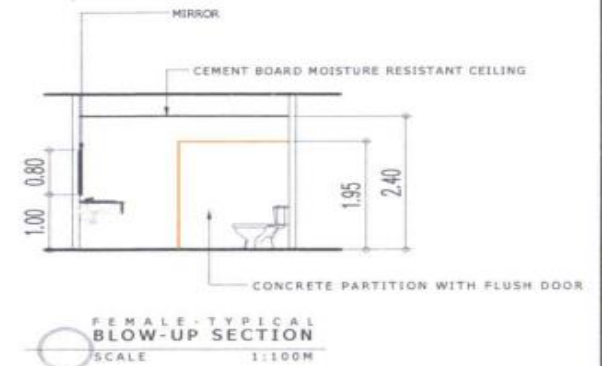 MIRROR
CEMENT BOARD MOISTURE RESISTANT CEILING
0.80
1.00
1.95
2.40
CONCRETE PARTITION WITH FLUSH DOOR
FEMALE-TYPICAL
BLOW-UP SECTION
SCALE 1:100M